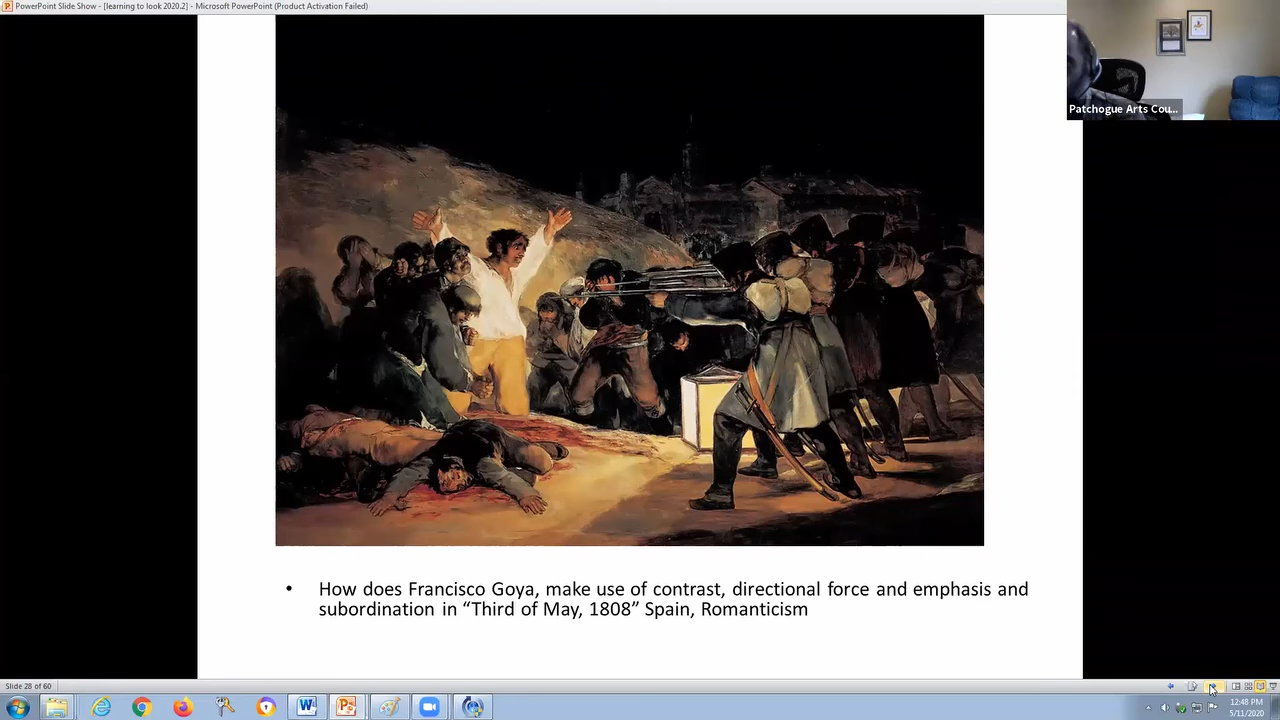 PowerPoint Slide Show - [learning to look 2020.2] - Microsoft PowerPoint (Product Activation Failed)
Patchogue Arts Cou...
• How does Francisco Goya, make use of contrast, directional force and emphasis and
subordination in “Third of May, 1808” Spain, Romanticism
Slide 28 of 60
12:48 PM
5/11/2020